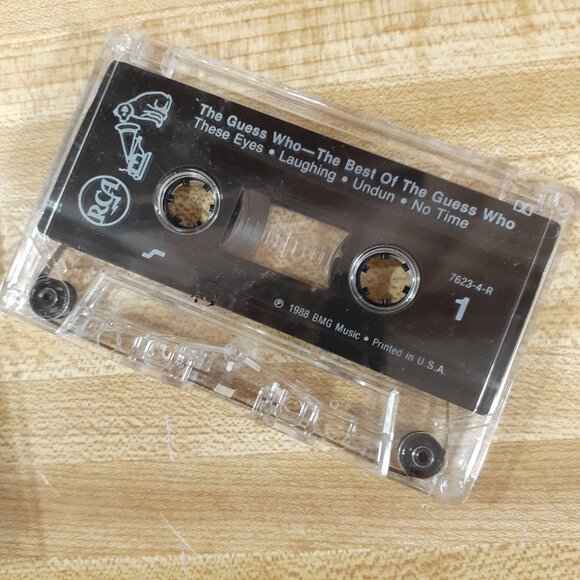 The Guess Who—The Best Of The Guess Who
These Eyes • Laughing • Undun • No Time
RCA
7623-4-R
1
℗ 1988 BMG Music • Printed in U.S.A.